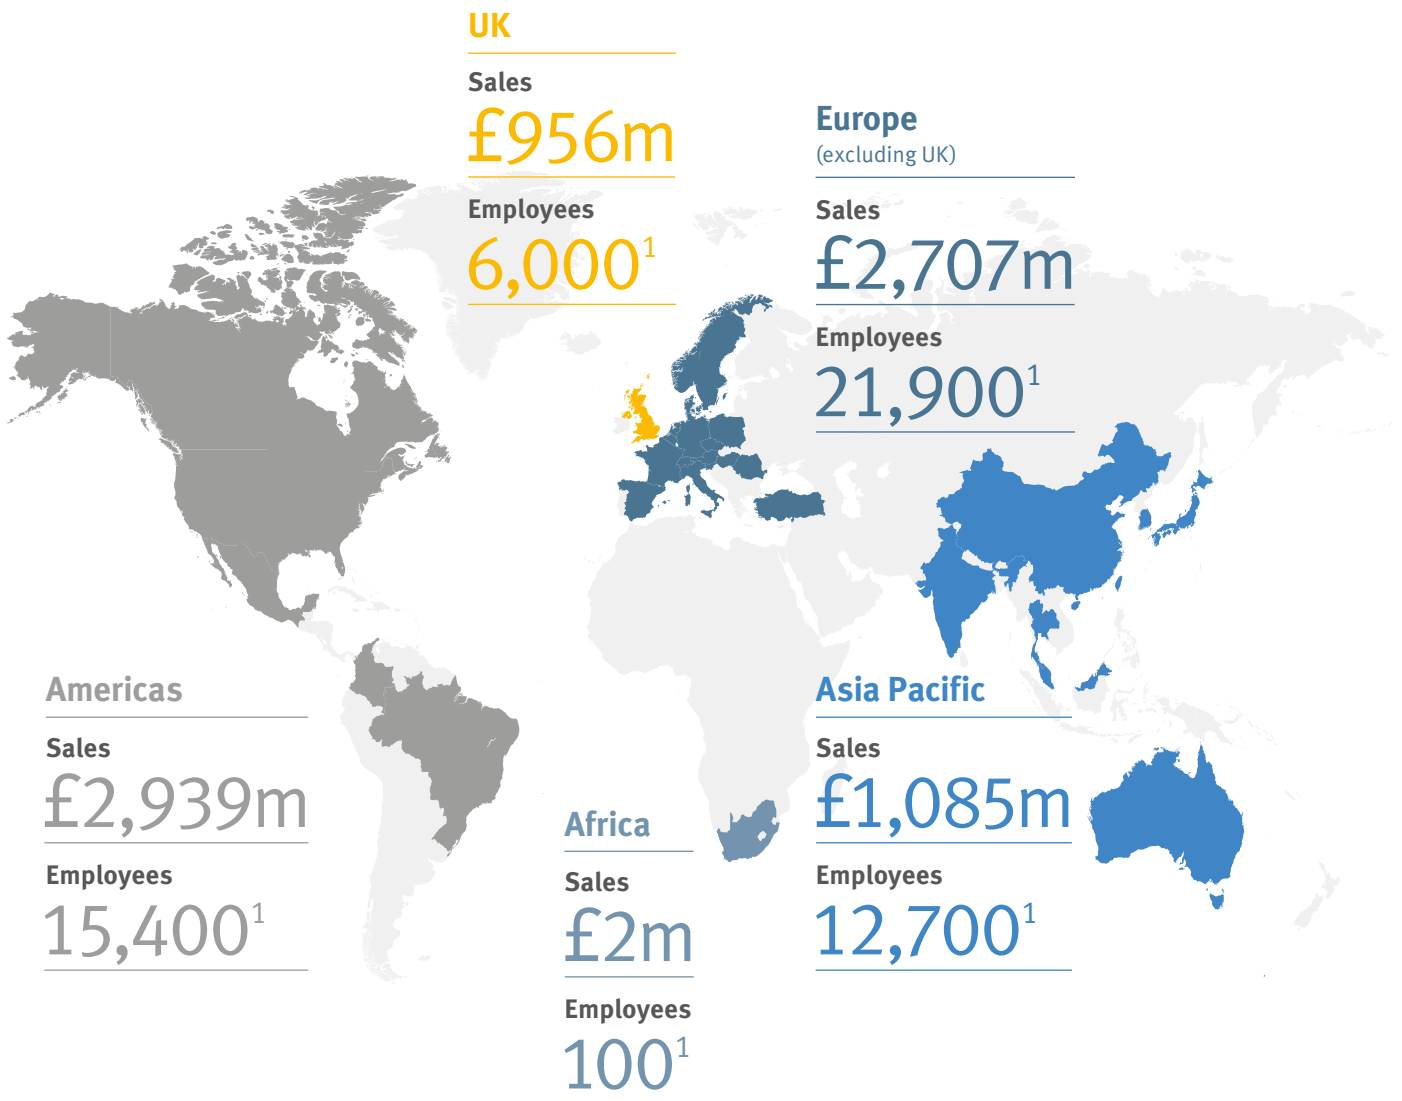 UK
Sales
£956m
Employees
6,000¹
Europe
(excluding UK)
Sales
£2,707m
Employees
21,900¹
Americas
Sales
£2,939m
Employees
15,400¹
Africa
Sales
£2m
Employees
100¹
Asia Pacific
Sales
£1,085m
Employees
12,700¹